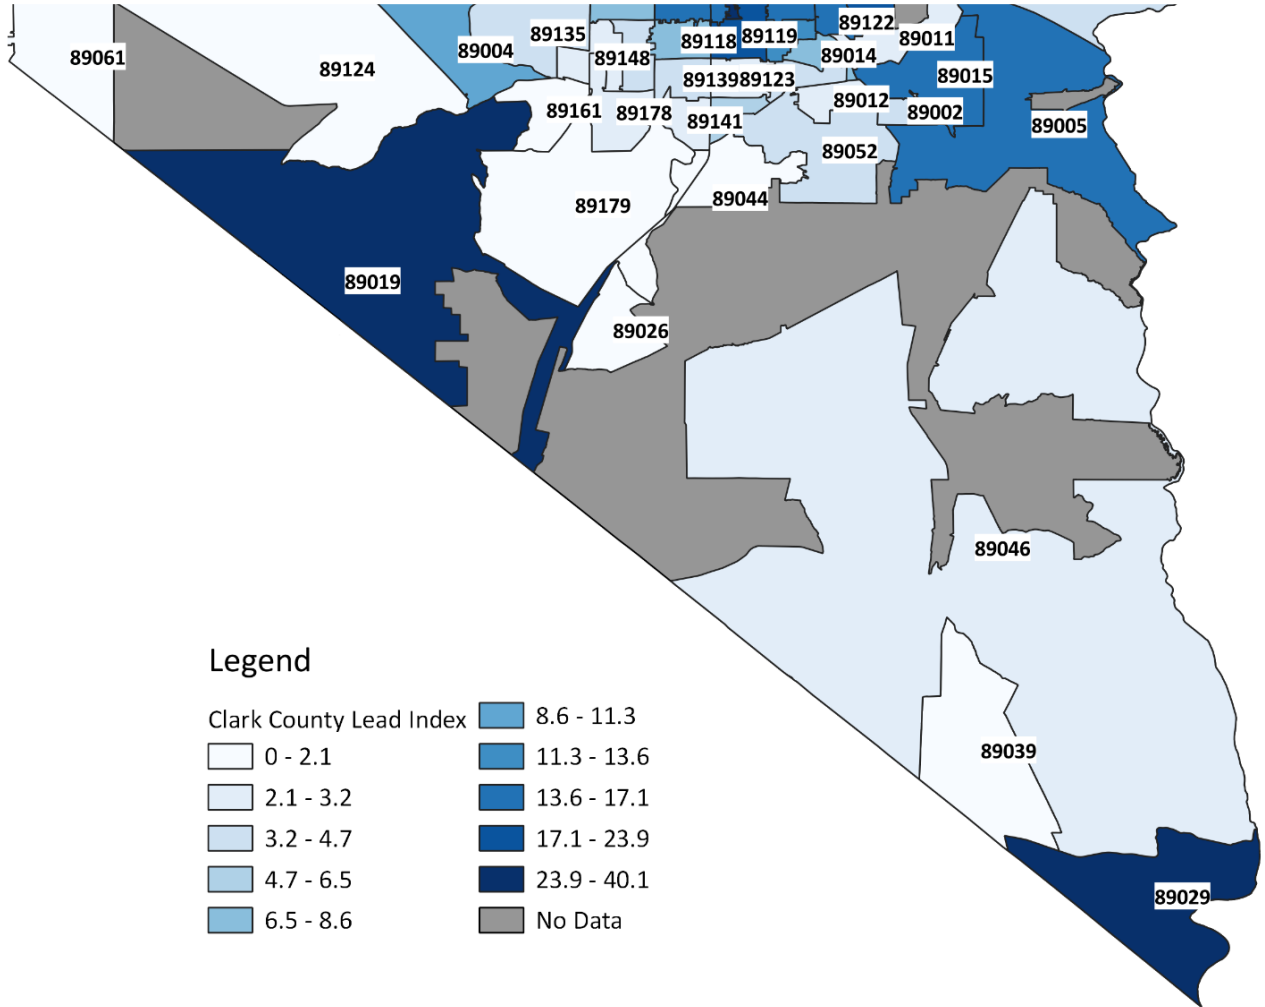 89122
89135
89011
89118
89119
89004
89014
89061
89148
89124
89015
89139
89123
89012
89161
89178
89002
89141
89005
89052
89044
89179
89019
89026
89046
89039
89029
Legend
Clark County Lead Index
0 - 2.1
2.1 - 3.2
3.2 - 4.7
4.7 - 6.5
6.5 - 8.6
8.6 - 11.3
11.3 - 13.6
13.6 - 17.1
17.1 - 23.9
23.9 - 40.1
No Data